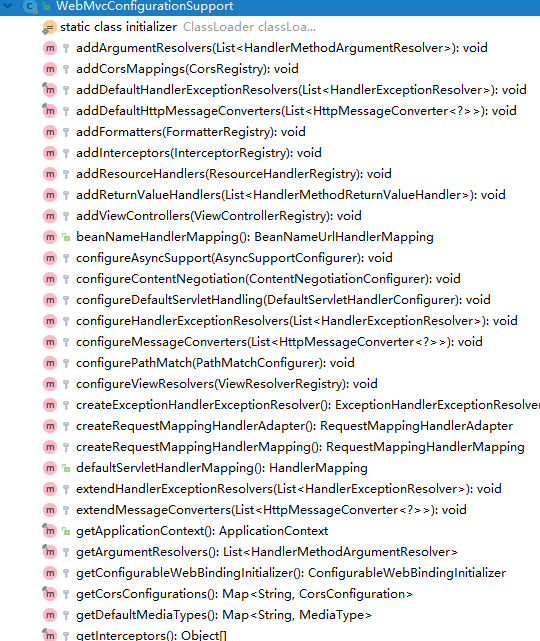 WebMvcConfigurationSupport
static class initializer ClassLoader classLoa...
addArgumentResolvers(List<HandlerMethodArgumentResolver>): void
addCorsMappings(CorsRegistry): void
addDefaultHandlerExceptionResolvers(List<HandlerExceptionResolver>): void
addDefaultHttpMessageConverters(List<HttpMessageConverter<?>>): void
addFormatters(FormatterRegistry): void
addInterceptors(InterceptorRegistry): void
addResourceHandlers(ResourceHandlerRegistry): void
addReturnValueHandlers(List<HandlerMethodReturnValueHandler>): void
addViewControllers(ViewControllerRegistry): void
beanNameHandlerMapping(): BeanNameUrlHandlerMapping
configureAsyncSupport(AsyncSupportConfigurer): void
configureContentNegotiation(ContentNegotiationConfigurer): void
configureDefaultServletHandling(DefaultServletHandlerConfigurer): void
configureHandlerExceptionResolvers(List<HandlerExceptionResolver>): void
configureMessageConverters(List<HttpMessageConverter<?>>): void
configurePathMatch(PathMatchConfigurer): void
configureViewResolvers(ViewResolverRegistry): void
createExceptionHandlerExceptionResolver(): ExceptionHandlerExceptionResolver
createRequestMappingHandlerAdapter(): RequestMappingHandlerAdapter
createRequestMappingHandlerMapping(): RequestMappingHandlerMapping
defaultServletHandlerMapping(): HandlerMapping
extendHandlerExceptionResolvers(List<HandlerExceptionResolver>): void
extendMessageConverters(List<HttpMessageConverter<?>>): void
getApplicationContext(): ApplicationContext
getArgumentResolvers(): List<HandlerMethodArgumentResolver>
getConfigurableWebBindingInitializer(): ConfigurableWebBindingInitializer
getCorsConfigurations(): Map<String, CorsConfiguration>
getDefaultMediaTypes(): Map<String, MediaType>
getInterceptors(): Object[]